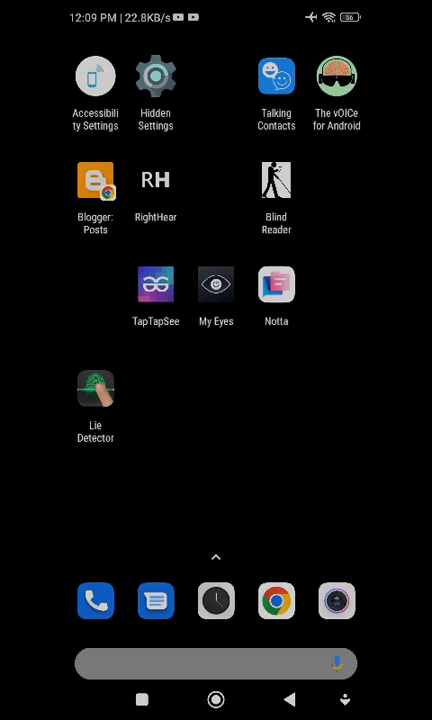 12:09 PM | 22.8KB/s
56
Accessibili
ty Settings
Hidden
Settings
Talking
Contacts
The vOICe
for Android
Blogger:
Posts
RH
RightHear
Blind
Reader
TapTapSee
My Eyes
Notta
Lie
Detector